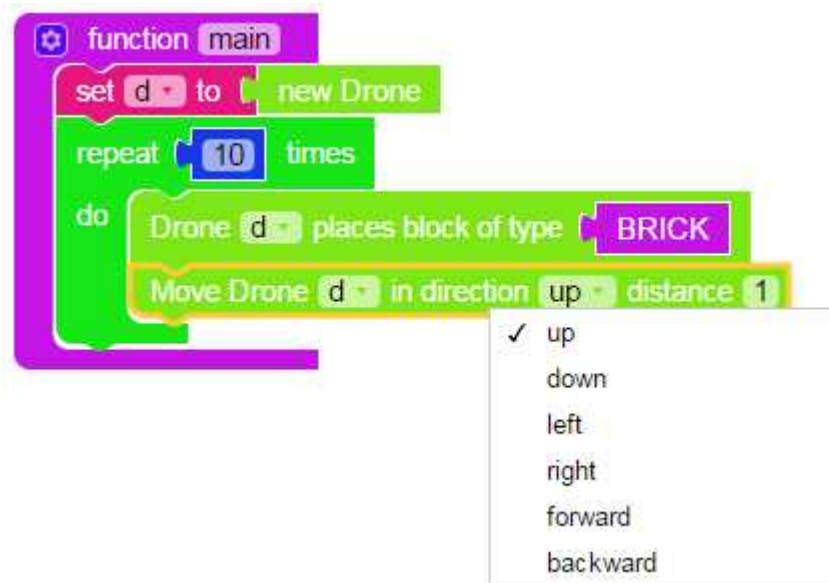 function main
set d to new Drone
repeat 10 times
do
Drone d places block of type BRICK
Move Drone d in direction up distance 1
✓ up
down
left
right
forward
backward